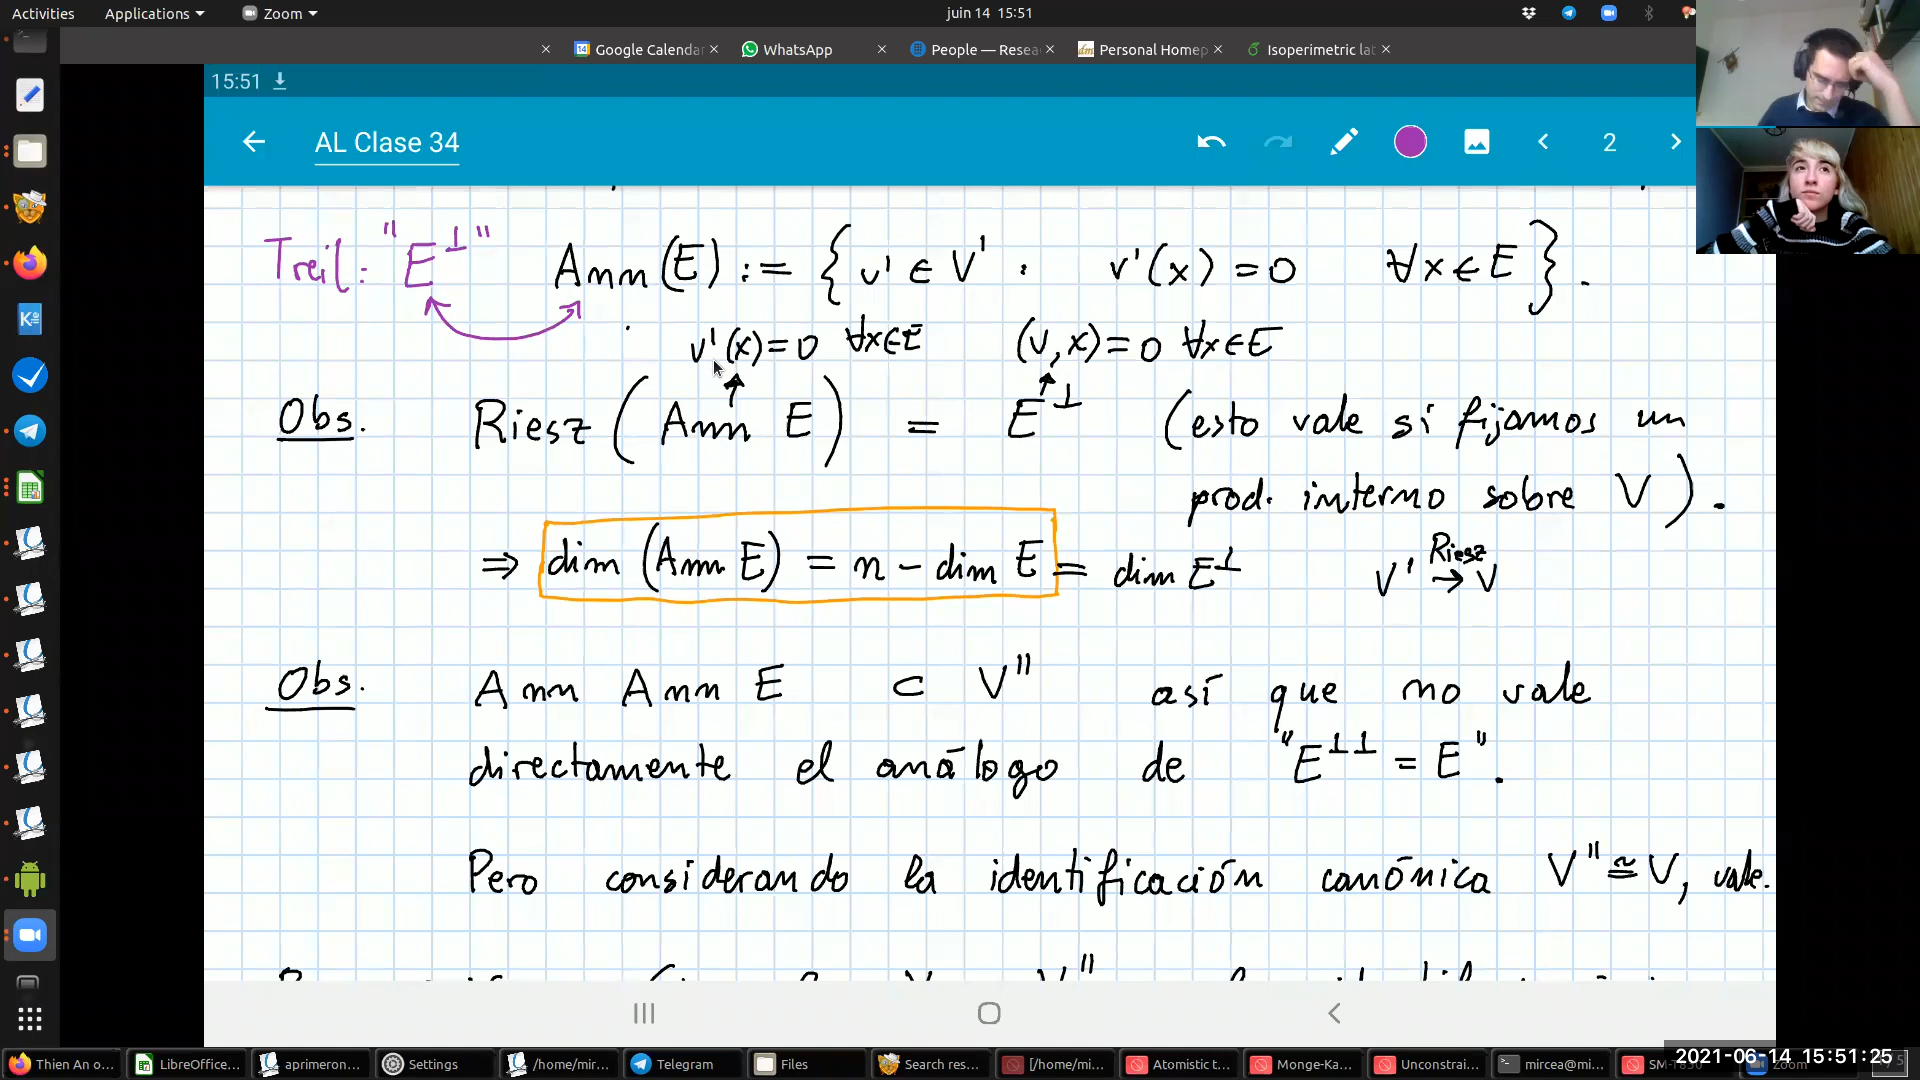 Activities Applications Zoom juin 14 15:51
Google Calendar WhatsApp People — Resea Personal Homep Isoperimetric lat
15:51
AL Clase 34 2
Treil: "E⊥" Ann(E) := { v' ∈ V' . v'(x) = 0 ∀x ∈ E } .
v'(x)=0 ∀x∈E (v,x)=0 ∀x∈E
Obs. Riesz (Ann E) = E⊥ (esto vale si fijamos un
prod. interno sobre V).
⇒ dim (Ann E) = n - dim E = dim E⊥ V' → V
Riesz
Obs. Ann Ann E ⊂ V'' así que no vale
directamente el análogo de "E⊥⊥ = E".
Pero considerando la identificación canónica V'' ≅ V, vale.
Thien An o... LibreOffice... aprimeron... Settings /home/mir... Telegram Files Search res... [/home/mi... Atomistic t... Monge-Ka... Unconstrai... mircea@mi...
2021-06-14 15:51:25